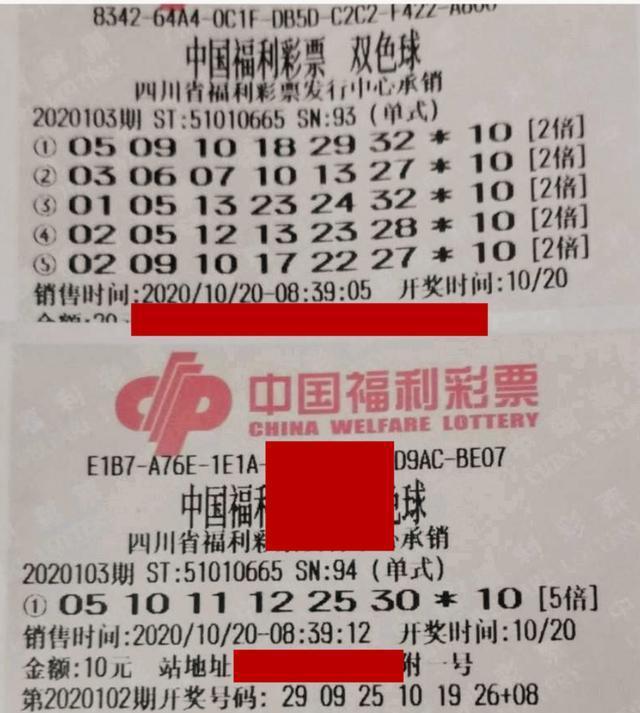 8342-64A4-0C1F-DB5D-C2C2-F422-A800
中国福利彩票 双色球
四川省福利彩票发行中心承销
2020103期 ST:51010665 SN:93 (单式)
① 05 09 10 18 29 32 * 10 [2倍]
② 03 06 07 10 13 27 * 10 [2倍]
③ 01 05 13 23 24 32 * 10 [2倍]
④ 02 05 12 13 23 28 * 10 [2倍]
⑤ 02 09 10 17 22 27 * 10 [2倍]
销售时间:2020/10/20-08:39:05 开奖时间:10/20
金额:20元
中国福利彩票
CHINA WELFARE LOTTERY
E1B7-A76E-1E1A- D9AC-BE07
中国福利 色球
四川省福利彩 心承销
2020103期 ST:51010665 SN:94 (单式)
① 05 10 11 12 25 30 * 10 [5倍]
销售时间:2020/10/20-08:39:12 开奖时间:10/20
金额:10元 站地址 附一号
第2020102期开奖号码: 29 09 25 10 19 26+08